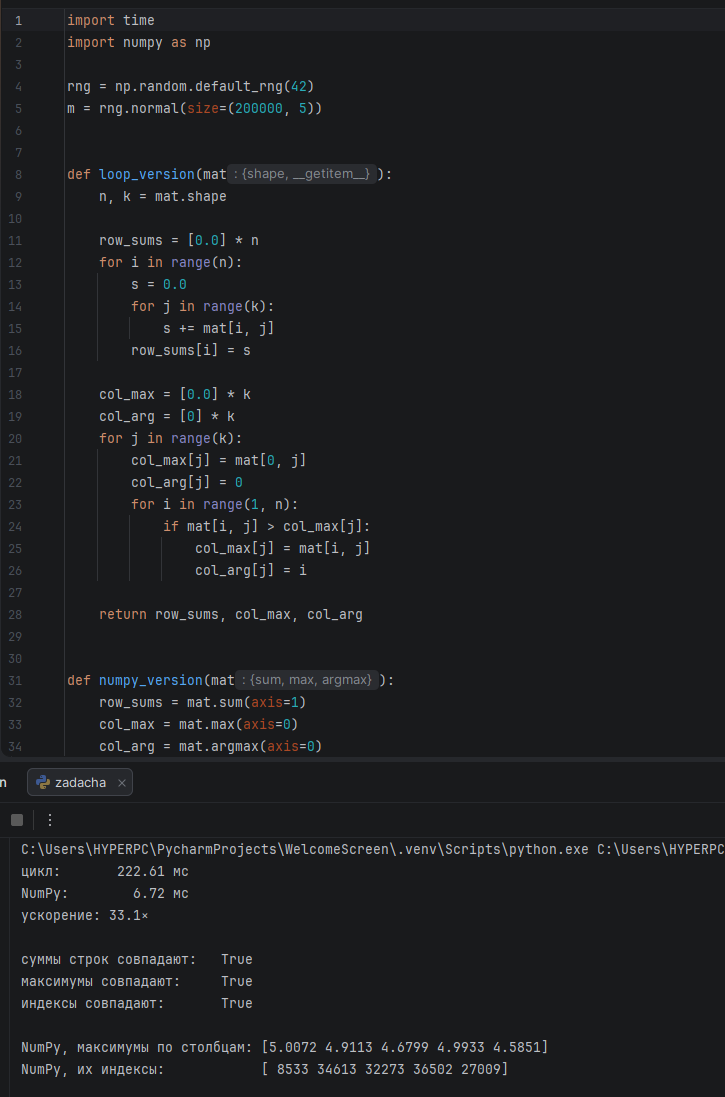 1 import time
2 import numpy as np
3
4 rng = np.random.default_rng(42)
5 m = rng.normal(size=(200000, 5))
6
7
8 def loop_version(mat : {shape, __getitem__} ):
9     n, k = mat.shape
10
11     row_sums = [0.0] * n
12     for i in range(n):
13         s = 0.0
14         for j in range(k):
15             s += mat[i, j]
16         row_sums[i] = s
17
18     col_max = [0.0] * k
19     col_arg = [0] * k
20     for j in range(k):
21         col_max[j] = mat[0, j]
22         col_arg[j] = 0
23         for i in range(1, n):
24             if mat[i, j] > col_max[j]:
25                 col_max[j] = mat[i, j]
26                 col_arg[j] = i
27
28     return row_sums, col_max, col_arg
29
30
31 def numpy_version(mat : {sum, max, argmax} ):
32     row_sums = mat.sum(axis=1)
33     col_max = mat.max(axis=0)
34     col_arg = mat.argmax(axis=0)
n zadacha ×
C:\Users\HYPERPC\PycharmProjects\WelcomeScreen\.venv\Scripts\python.exe C:\Users\HYPERPC
цикл:       222.61 мс
NumPy:        6.72 мс
ускорение: 33.1×

суммы строк совпадают:   True
максимумы совпадают:     True
индексы совпадают:       True

NumPy, максимумы по столбцам: [5.0072 4.9113 4.6799 4.9933 4.5851]
NumPy, их индексы:            [ 8533 34613 32273 36502 27009]